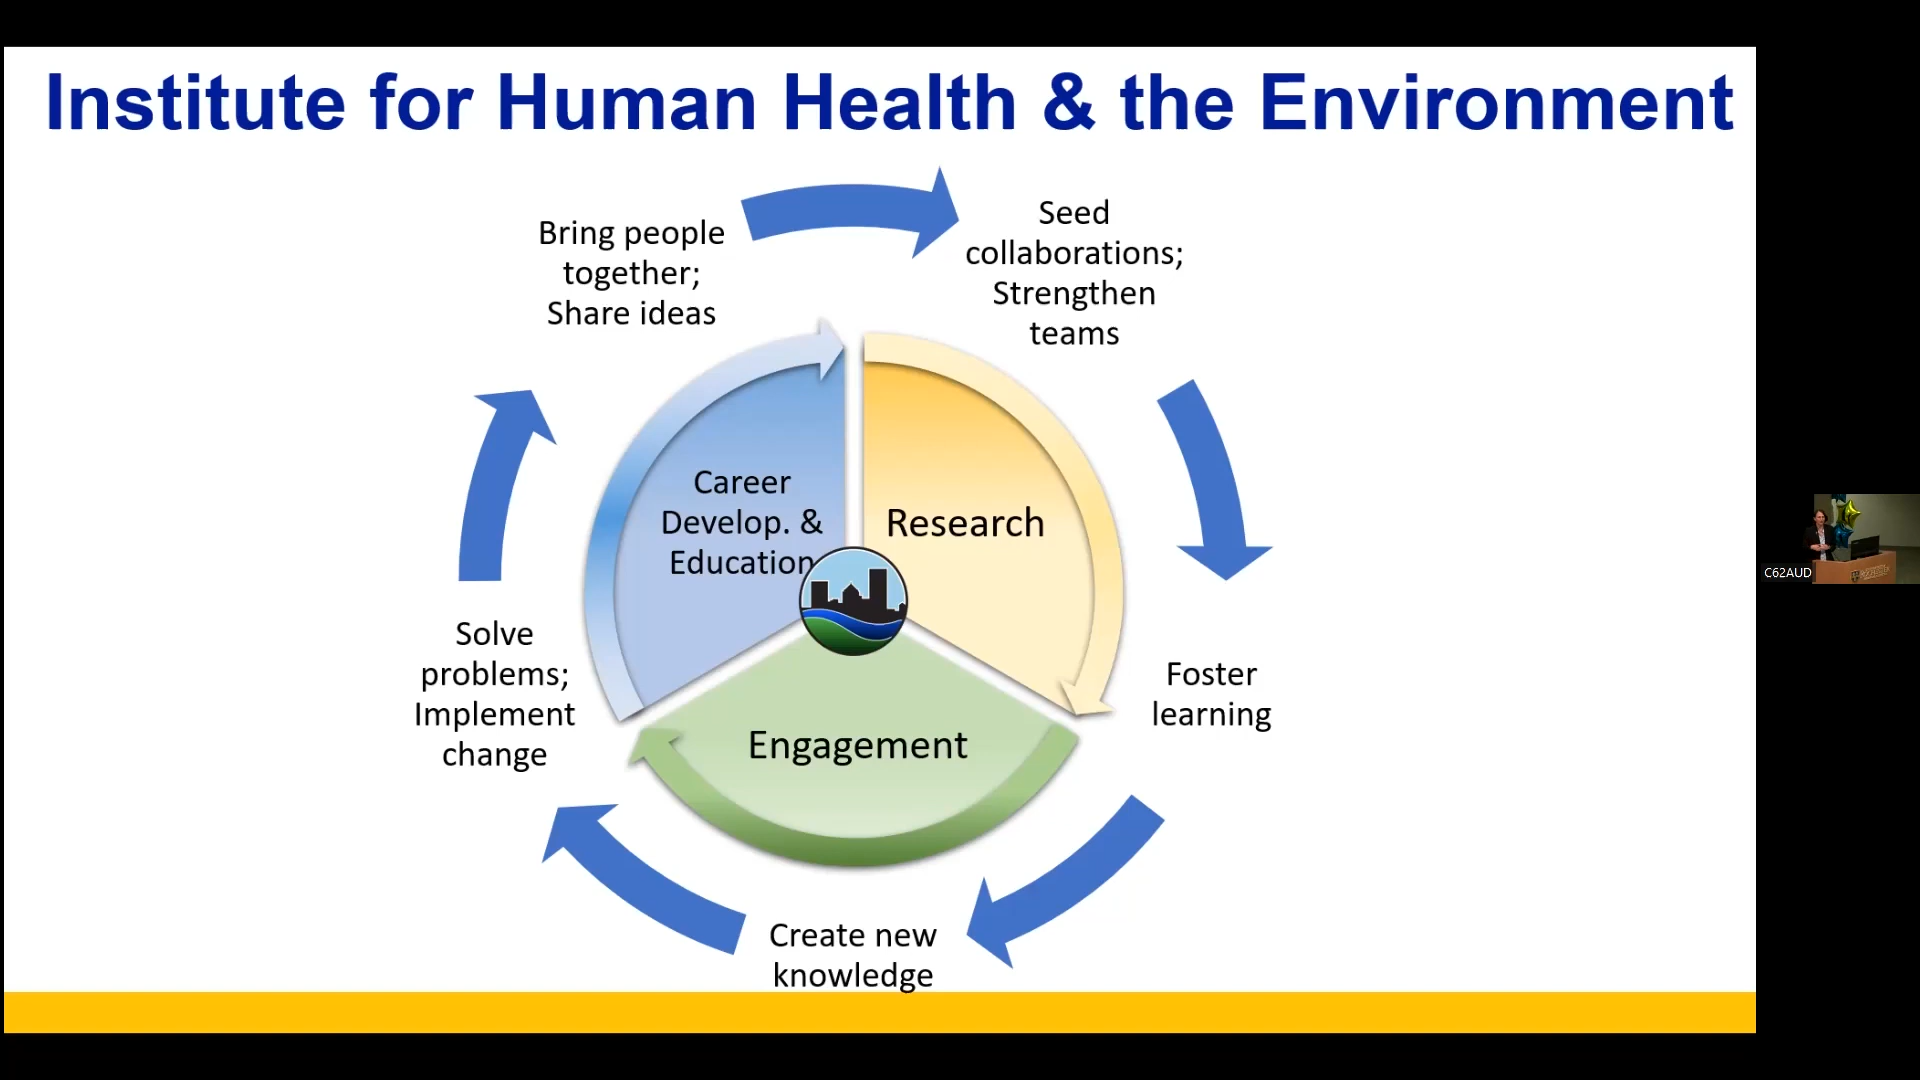 Institute for Human Health & the Environment
Bring people
together;
Share ideas
Seed
collaborations;
Strengthen
teams
Career
Develop. &
Education
Research
Engagement
Solve
problems;
Implement
change
Foster
learning
Create new
knowledge
C62AUD